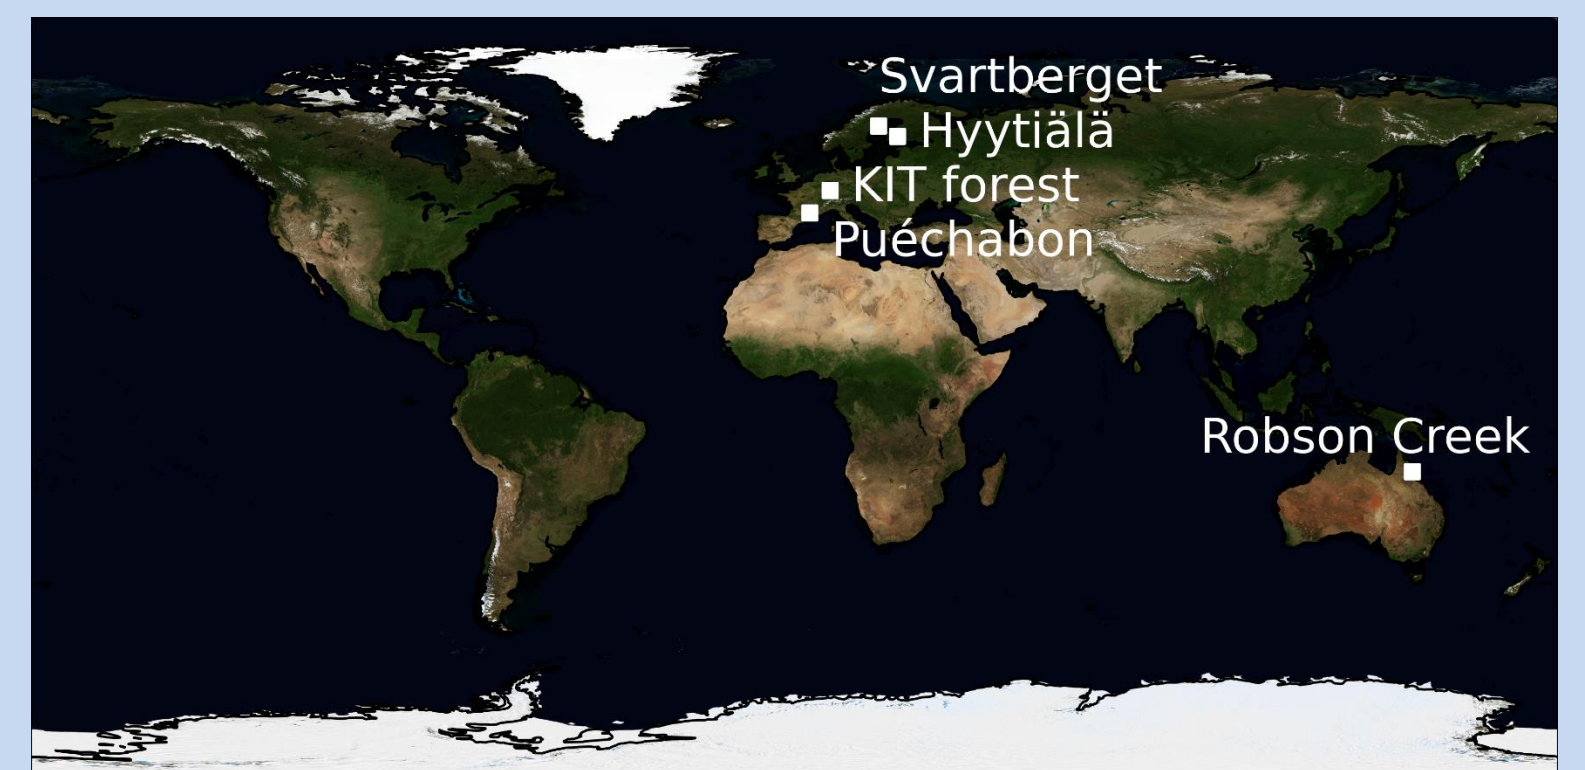 Svartberget
Hyytiälä
KIT forest
Puéchabon
Robson Creek